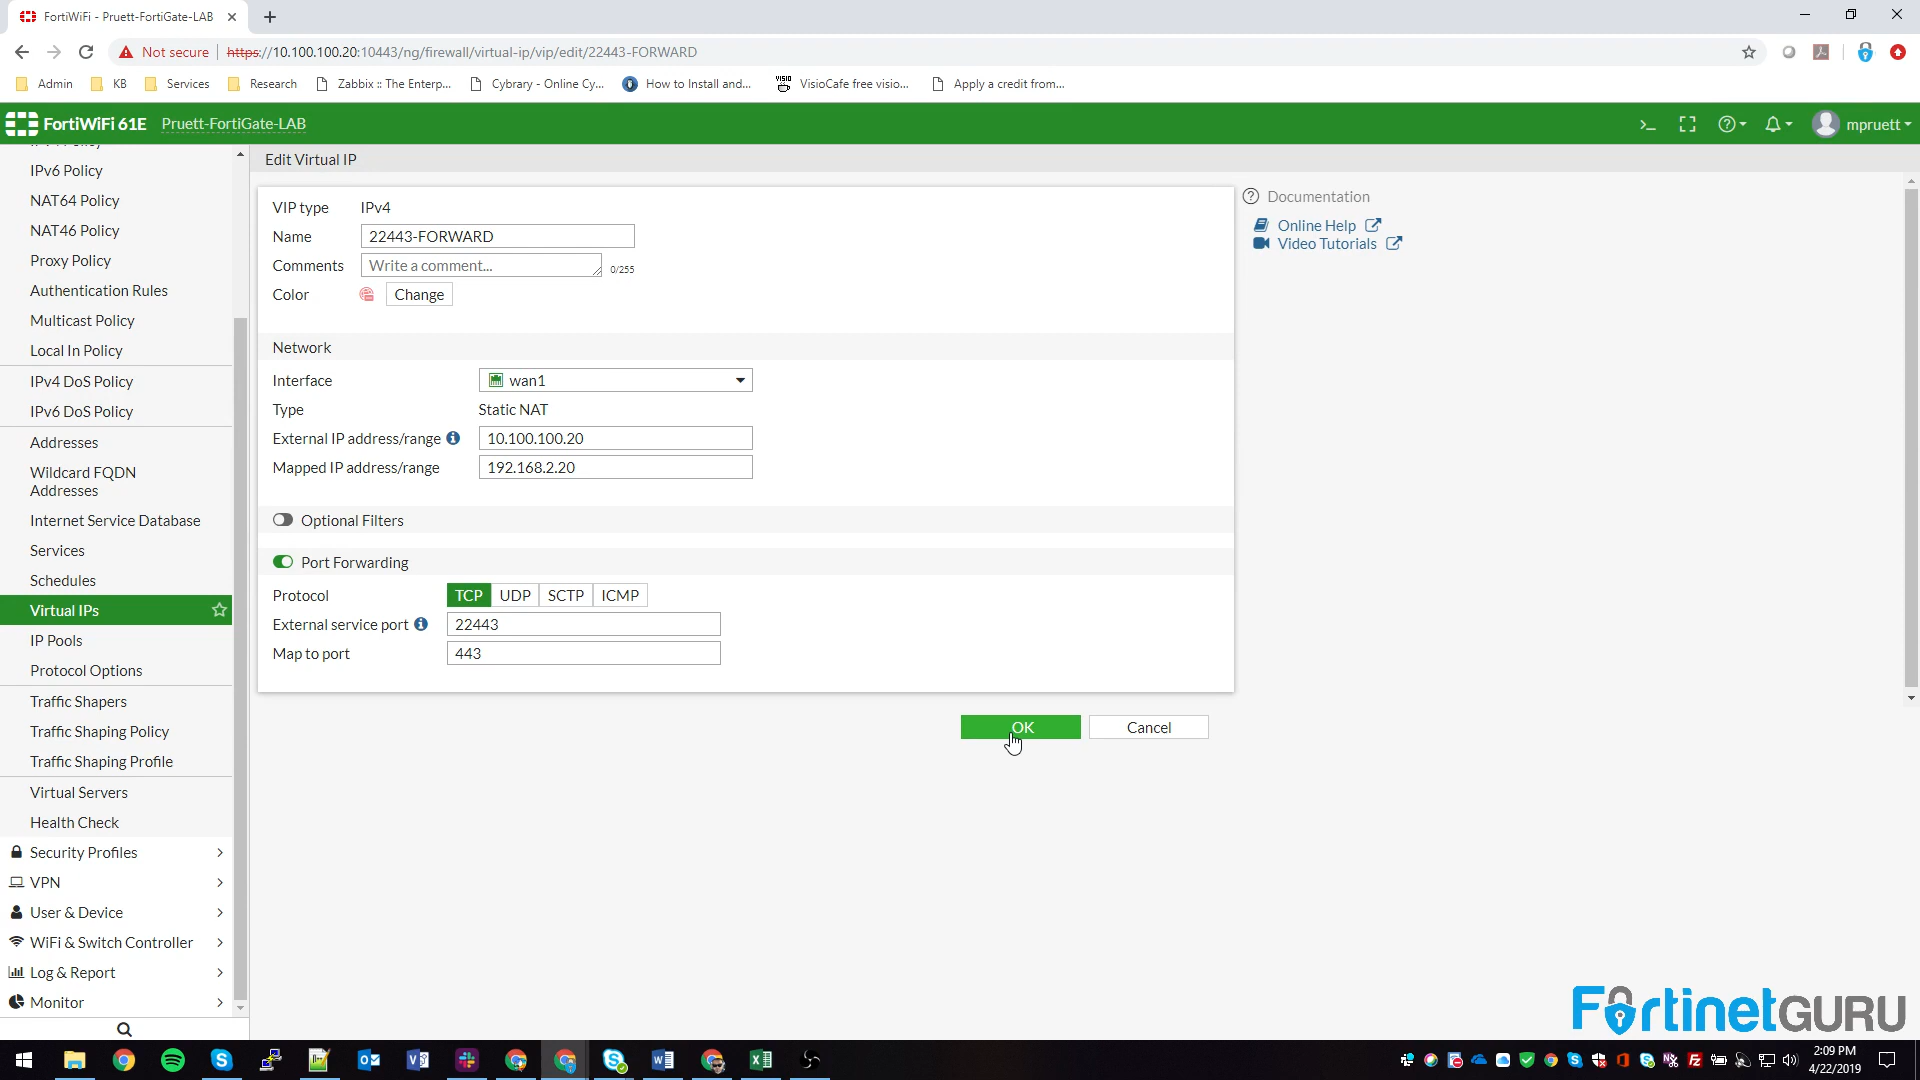 FortiWiFi - Pruett-FortiGate-LAB
Not secure
https://10.100.100.20:10443/ng/firewall/virtual-ip/vip/edit/22443-FORWARD
Admin
KB
Services
Research
Zabbix :: The Enterp...
Cybrary - Online Cy...
How to Install and...
VisioCafe free visio...
Apply a credit from...
FortiWiFi 61E
Pruett-FortiGate-LAB
mpruett
IPv6 Policy
NAT64 Policy
NAT46 Policy
Proxy Policy
Authentication Rules
Multicast Policy
Local In Policy
IPv4 DoS Policy
IPv6 DoS Policy
Addresses
Wildcard FQDN
Addresses
Internet Service Database
Services
Schedules
Virtual IPs
IP Pools
Protocol Options
Traffic Shapers
Traffic Shaping Policy
Traffic Shaping Profile
Virtual Servers
Health Check
Security Profiles
VPN
User & Device
WiFi & Switch Controller
Log & Report
Monitor
Edit Virtual IP
VIP type IPv4
Name 22443-FORWARD
Comments Write a comment... 0/255
Color Change
Network
Interface wan1
Type Static NAT
External IP address/range 10.100.100.20
Mapped IP address/range 192.168.2.20
Optional Filters
Port Forwarding
Protocol TCP UDP SCTP ICMP
External service port 22443
Map to port 443
OK Cancel
Documentation
Online Help
Video Tutorials
FortinetGURU
2:09 PM
4/22/2019